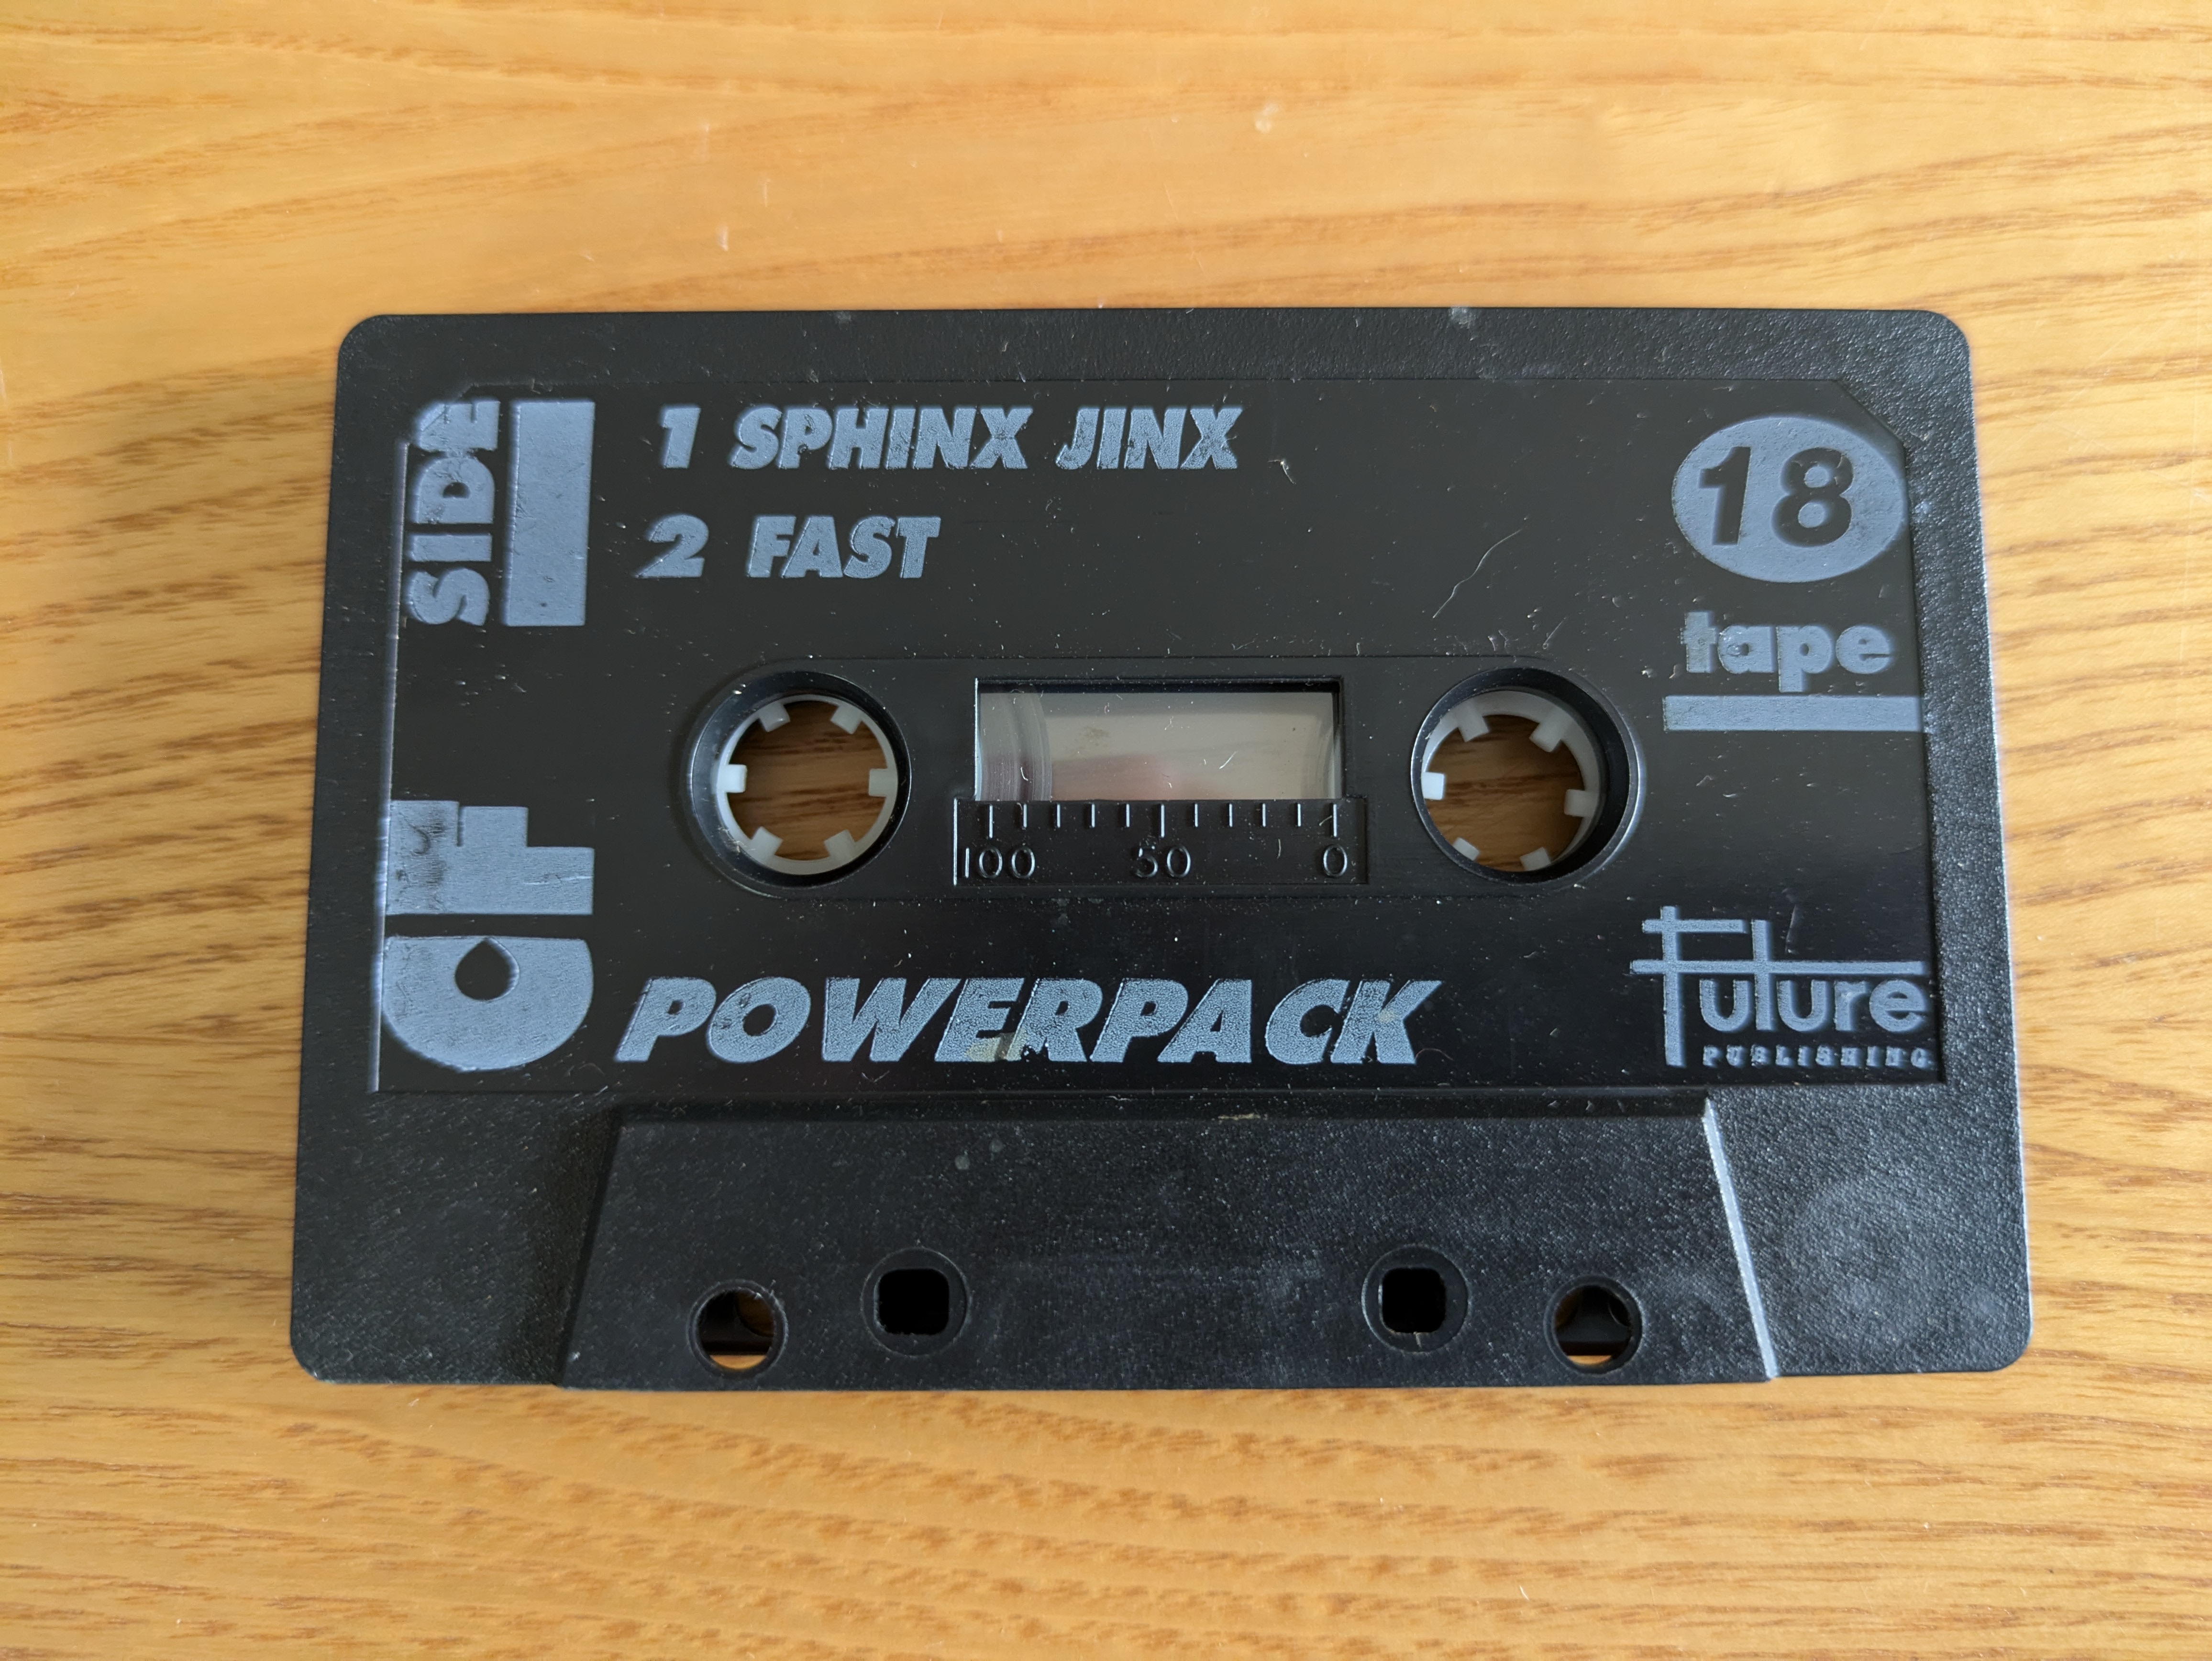 SIDE 1
1 SPHINX JINX
2 FAST
18
tape
100 50 0
CF
POWERPACK
Future
PUBLISHING